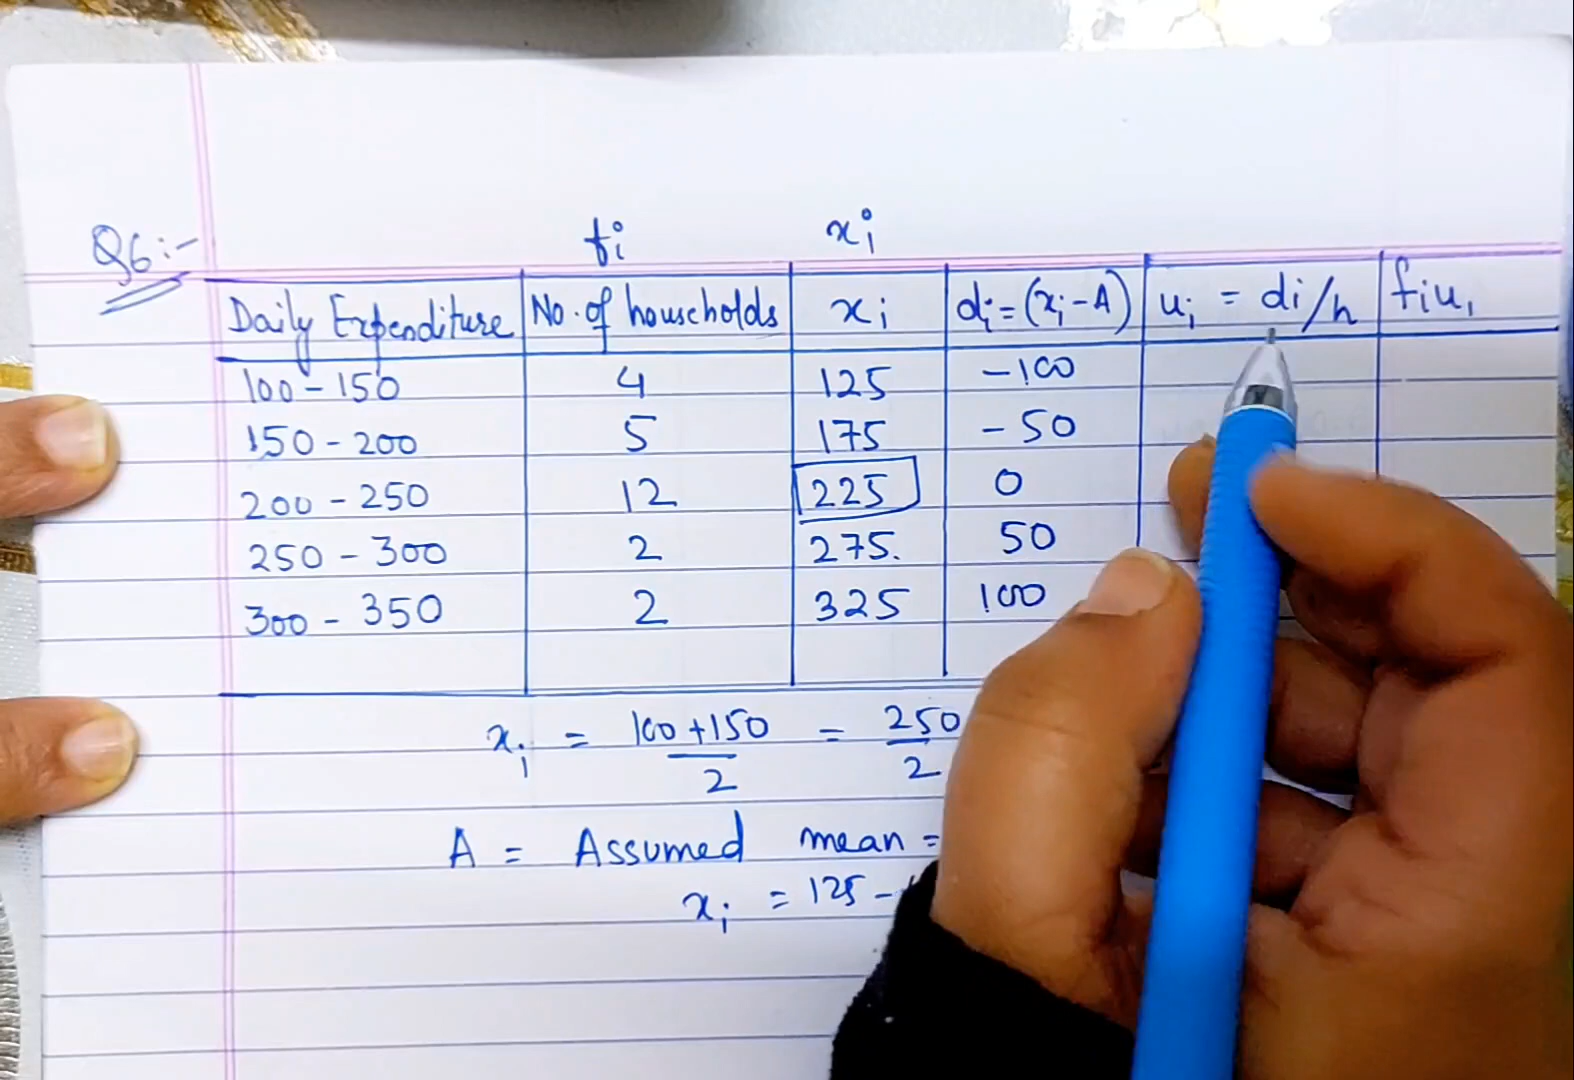 Q6:-
fi xi
Daily Expenditure No. of households xi di=(xi-A) ui = di/h fiui
100-150 4 125 -100
150-200 5 175 -50
200-250 12 225 0
250-300 2 275. 50
300-350 2 325 100
xi = 100+150/2 = 250/2
A = Assumed mean =
xi = 125-